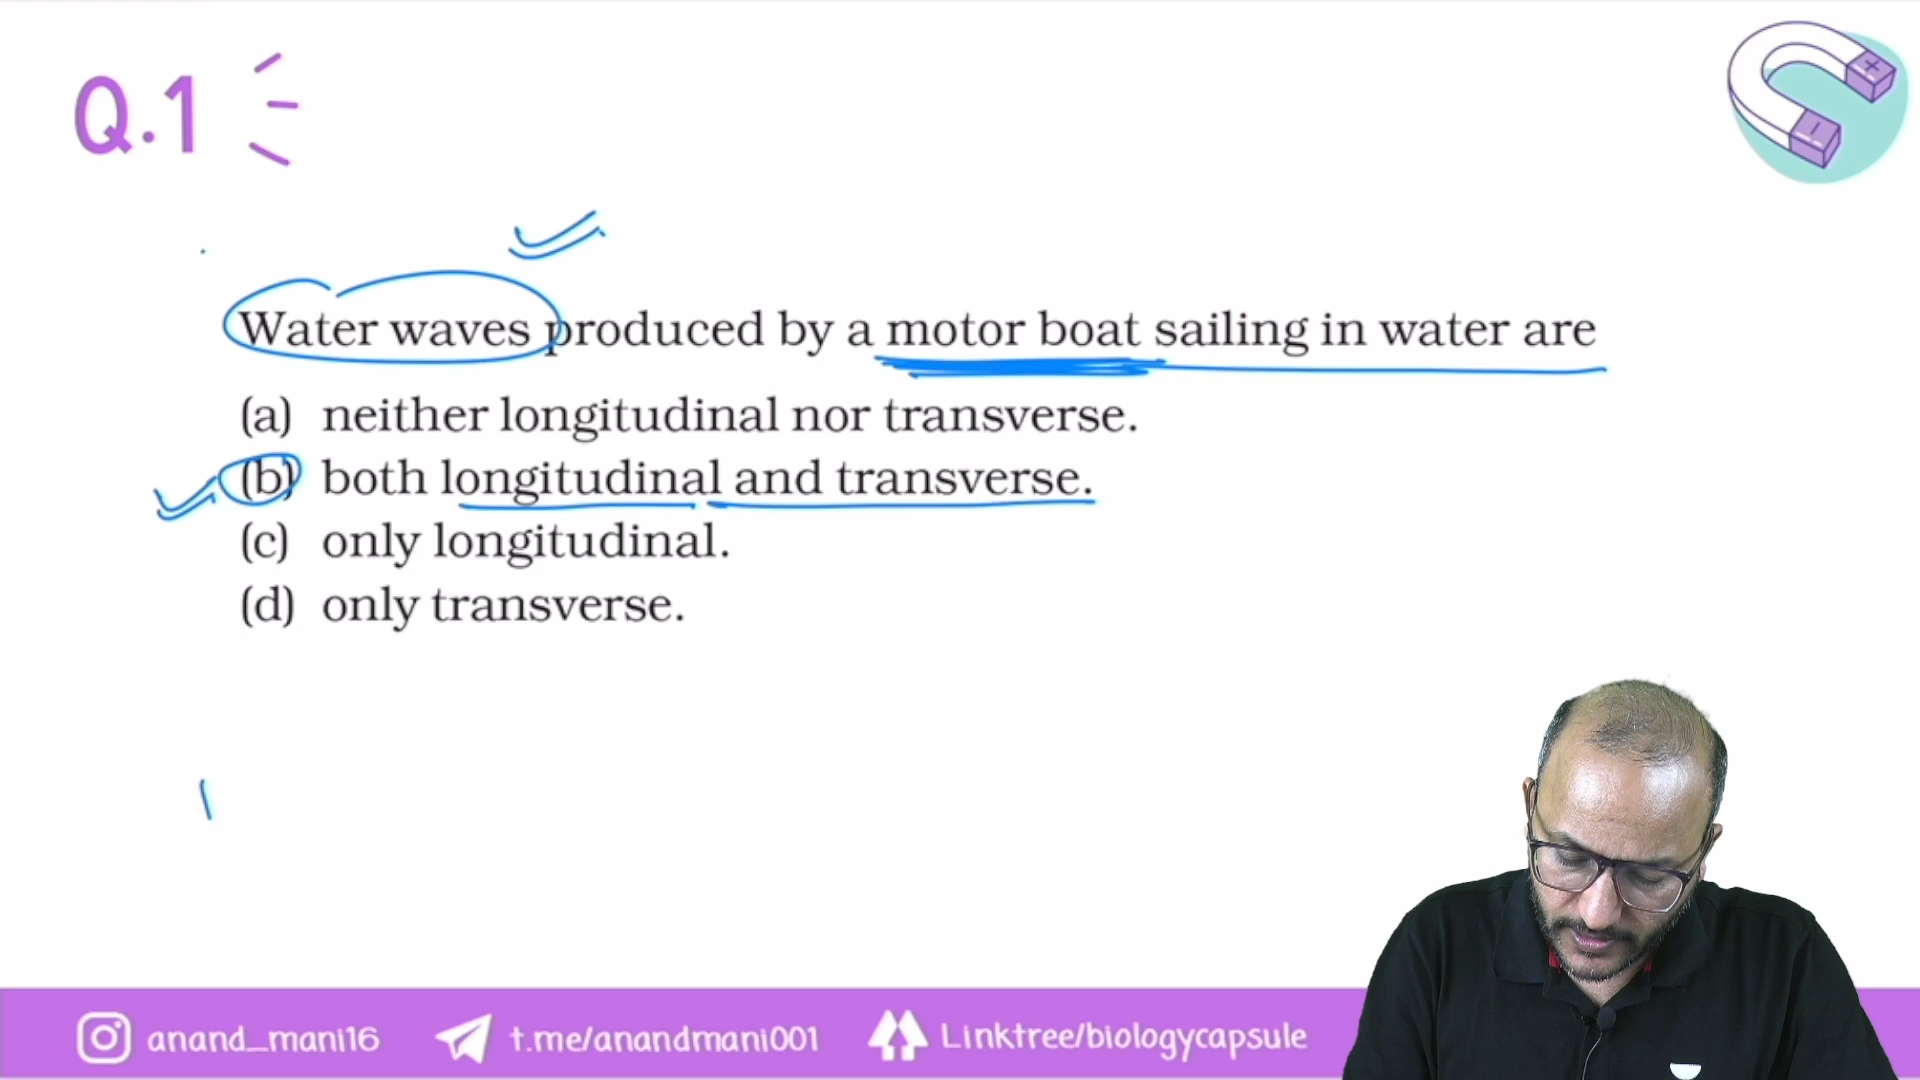 Q.1
Water waves produced by a motor boat sailing in water are
(a) neither longitudinal nor transverse.
(b) both longitudinal and transverse.
(c) only longitudinal.
(d) only transverse.
anand_mani16 t.me/anandmani001 Linktree/biologycapsule